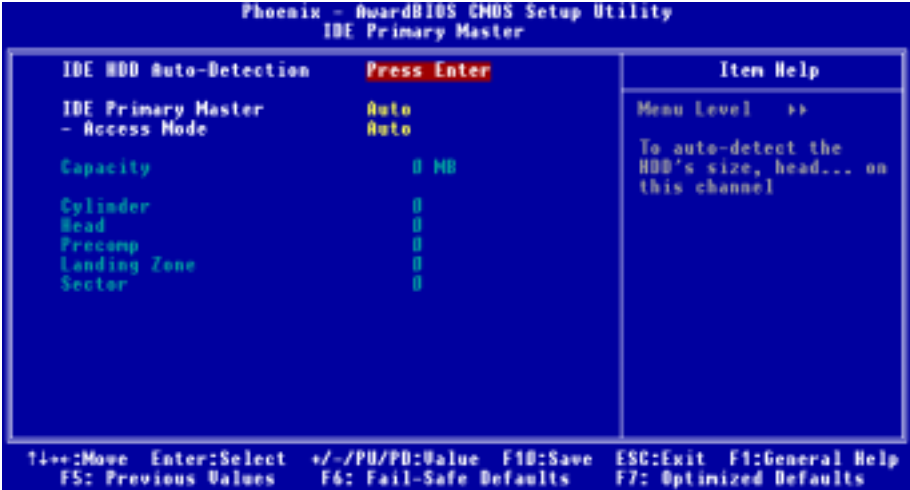 Phoenix - AwardBIOS CMOS Setup Utility
IDE Primary Master
IDE HDD Auto-Detection Press Enter
Item Help
IDE Primary Master Auto
- Access Mode Auto
Menu Level ►►
Capacity 0 MB
To auto-detect the
HDD's size, head... on
this channel
Cylinder 0
Head 0
Precomp 0
Landing Zone 0
Sector 0
↑↓→←:Move Enter:Select +/-/PU/PD:Value F10:Save ESC:Exit F1:General Help
F5: Previous Values F6: Fail-Safe Defaults F7: Optimized Defaults